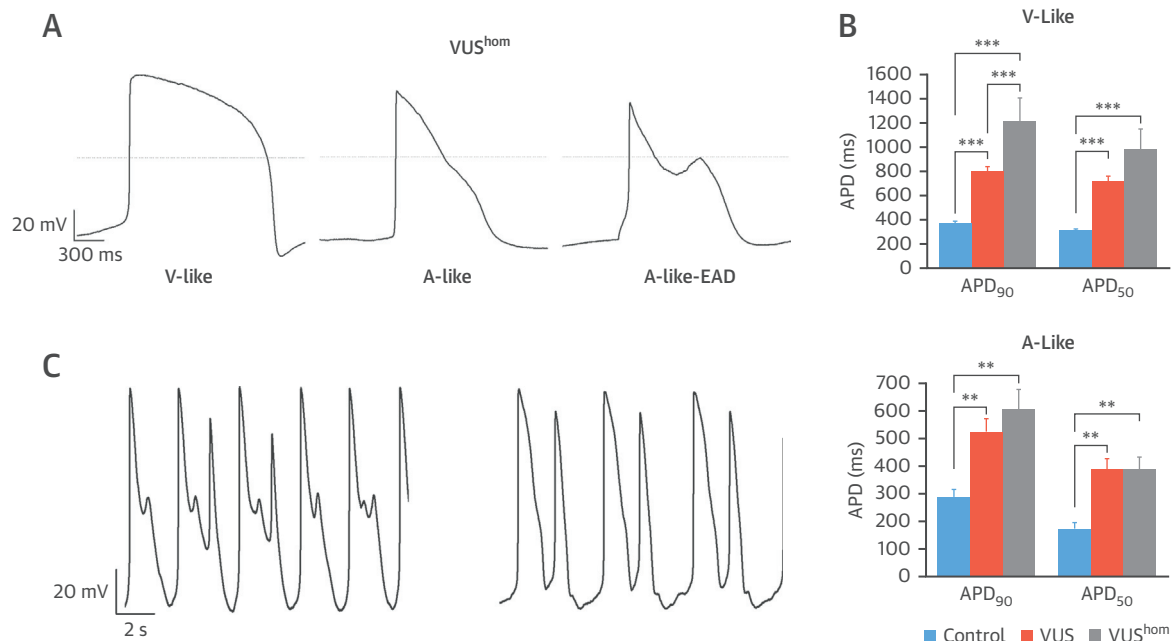 A
VUS^hom
20 mV
300 ms
V-like
A-like
A-like-EAD
B
V-Like
*** *** *** *** ***
APD (ms)
1600
1400
1200
1000
800
600
400
200
0
APD₉₀ APD₅₀
C
20 mV
2 s
A-Like
** ** ** **
APD (ms)
700
600
500
400
300
200
100
0
APD₉₀ APD₅₀
Control VUS VUS^hom